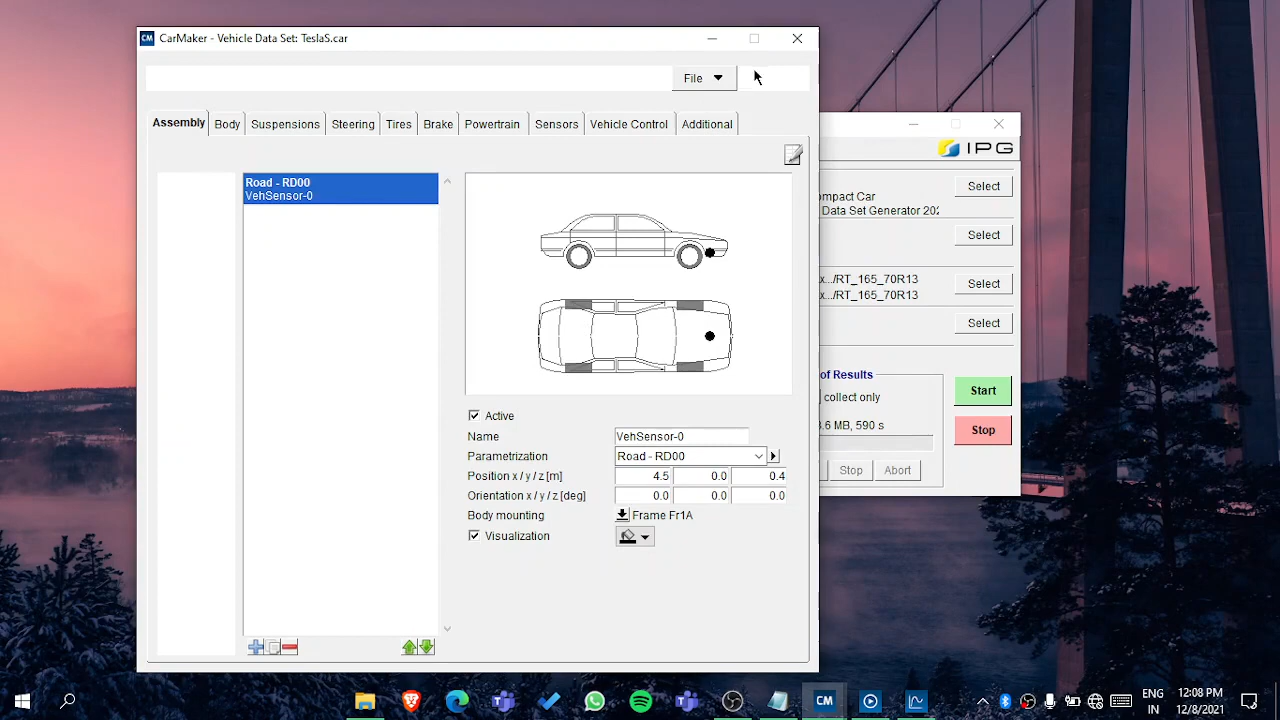 CM CarMaker - Vehicle Data Set: TeslaS.car
File
Assembly Body Suspensions Steering Tires Brake Powertrain Sensors Vehicle Control Additional
Road - RD00
VehSensor-0
Active
Name VehSensor-0
Parametrization Road - RD00
Position x / y / z [m] 4.5 0.0 0.4
Orientation x / y / z [deg] 0.0 0.0 0.0
Body mounting Frame Fr1A
Visualization
IPG
Select
ompact Car
Data Set Generator 202
Select
x.../RT_165_70R13
Select
x.../RT_165_70R13
Select
of Results
collect only
Start
3.6 MB, 590 s
Stop
Stop Abort
CM
ENG
IN
12:08 PM
12/8/2021